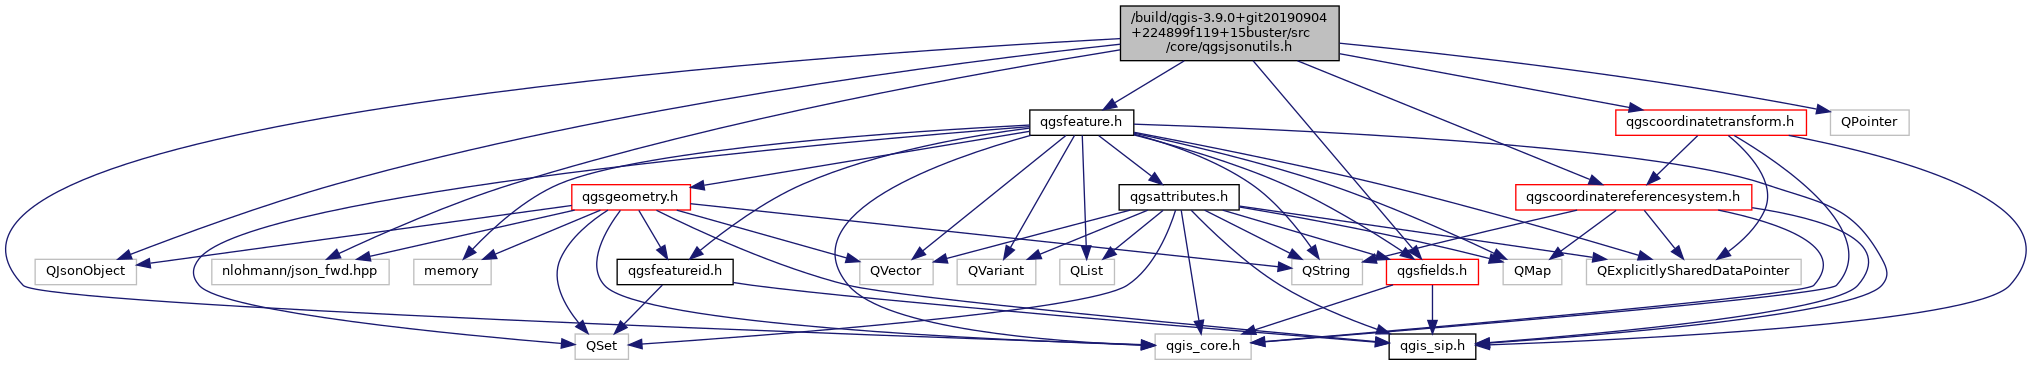 /build/qgis-3.9.0+git20190904
+224899f119+15buster/src
/core/qgsjsonutils.h
qgsfeature.h
qgscoordinatetransform.h
QPointer
qgsgeometry.h
qgsattributes.h
qgscoordinatereferencesystem.h
QJsonObject
nlohmann/json_fwd.hpp
memory
qgsfeatureid.h
QVector
QVariant
QList
QString
qgsfields.h
QMap
QExplicitlySharedDataPointer
QSet
qgis_core.h
qgis_sip.h